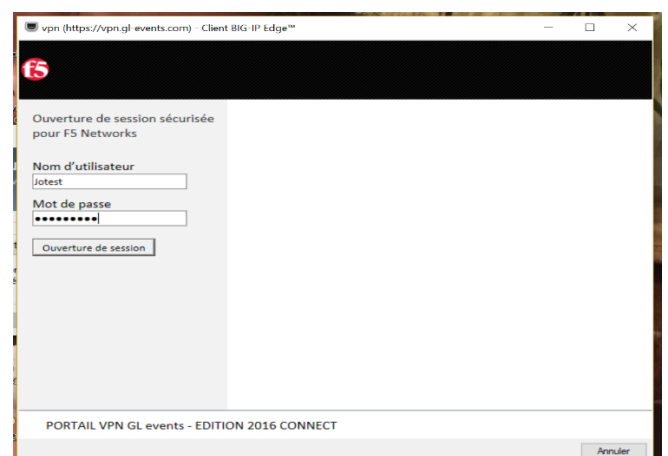 vpn (https://vpn.gl-events.com) - Client BIG-IP Edge™
f5
Ouverture de session sécurisée
pour F5 Networks
Nom d'utilisateur
Jotest
Mot de passe
•••••••••
Ouverture de session
PORTAIL VPN GL events - EDITION 2016 CONNECT
Annuler